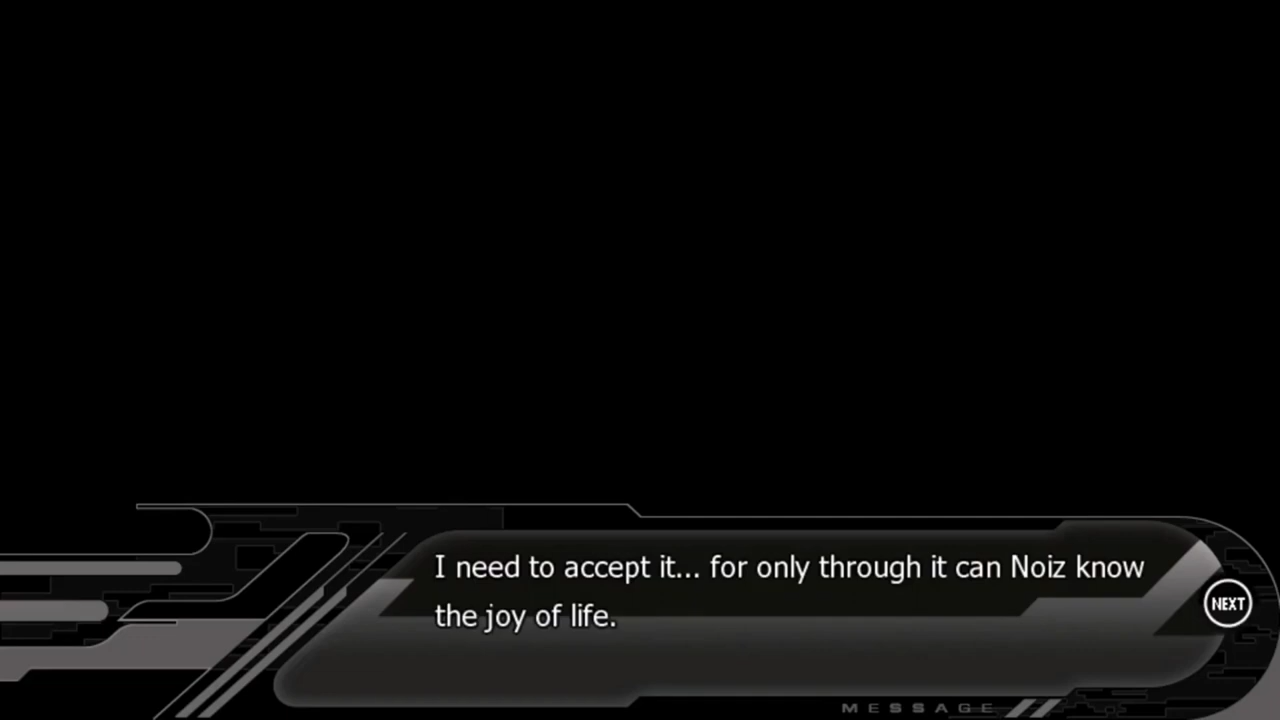 I need to accept it... for only through it can Noiz know
the joy of life.
NEXT
MESSAGE